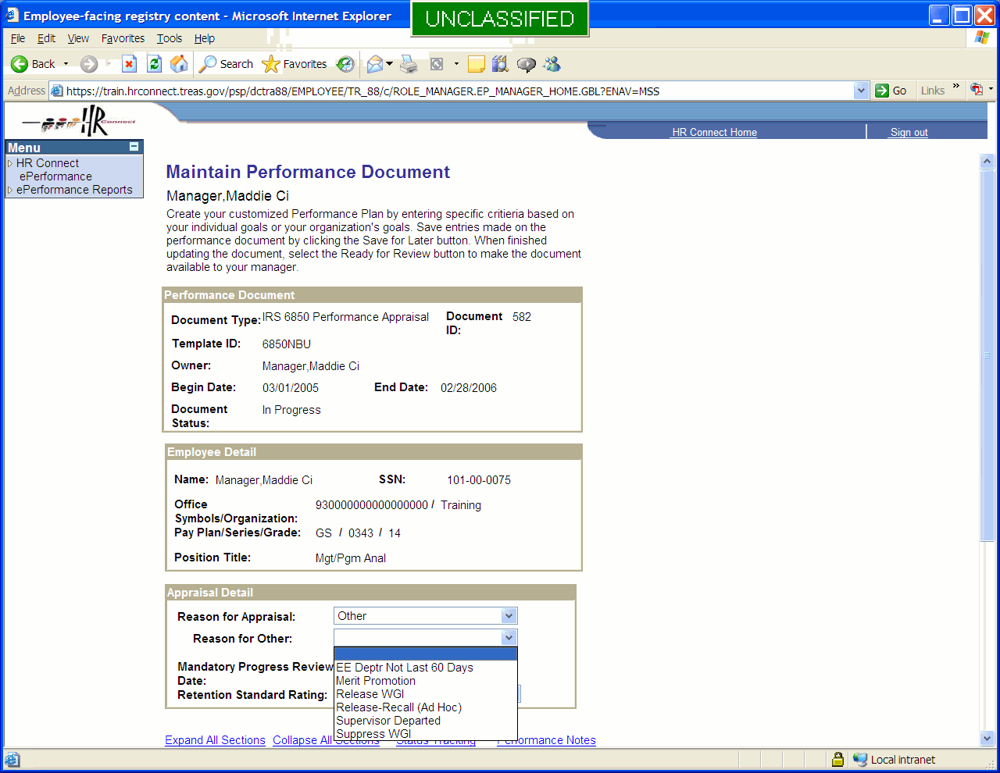 Employee-facing registry content - Microsoft Internet Explorer
UNCLASSIFIED
File Edit View Favorites Tools Help
Back Search Favorites
Address https://train.hrconnect.treas.gov/psp/dctra88/EMPLOYEE/TR_88/c/ROLE_MANAGER.EP_MANAGER_HOME.GBL?ENAV=MSS Go Links »
HR Connect
HR Connect Home Sign out
Menu
HR Connect
ePerformance
ePerformance Reports
Maintain Performance Document
Manager,Maddie Ci
Create your customized Performance Plan by entering specific critieria based on
your individual goals or your organization's goals. Save entries made on the
performance document by clicking the Save for Later button. When finished
updating the document, select the Ready for Review button to make the document
available to your manager.
Performance Document
Document Type: IRS 6850 Performance Appraisal Document ID: 582
Template ID: 6850NBU
Owner: Manager,Maddie Ci
Begin Date: 03/01/2005 End Date: 02/28/2006
Document Status: In Progress
Employee Detail
Name: Manager,Maddie Ci SSN: 101-00-0075
Office Symbols/Organization: 930000000000000000 / Training
Pay Plan/Series/Grade: GS / 0343 / 14
Position Title: Mgt/Pgm Anal
Appraisal Detail
Reason for Appraisal: Other
Reason for Other:
Mandatory Progress Review Date:
Retention Standard Rating:
EE Deptr Not Last 60 Days
Merit Promotion
Release WGI
Release-Recall (Ad Hoc)
Supervisor Departed
Suppress WGI
Expand All Sections Collapse All Sections Status Tracking Performance Notes
Local intranet